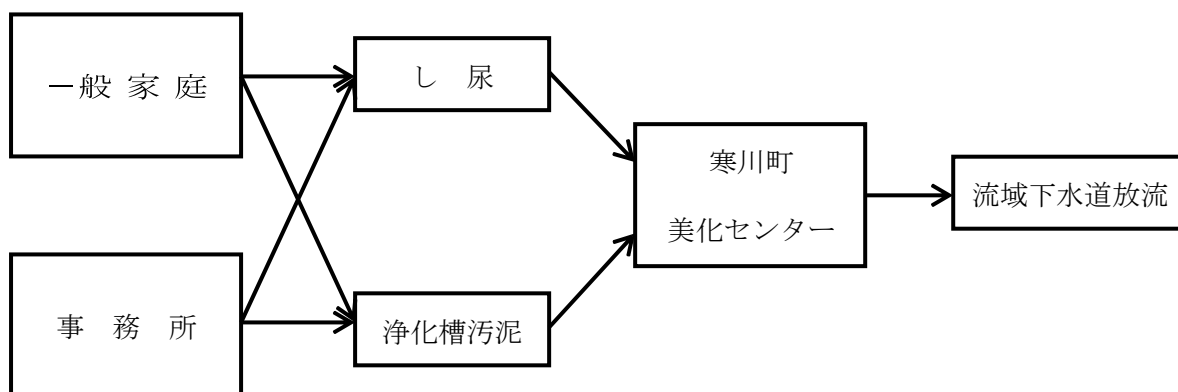 一般家庭
し尿
寒川町
美化センター
流域下水道放流
事務所
浄化槽汚泥